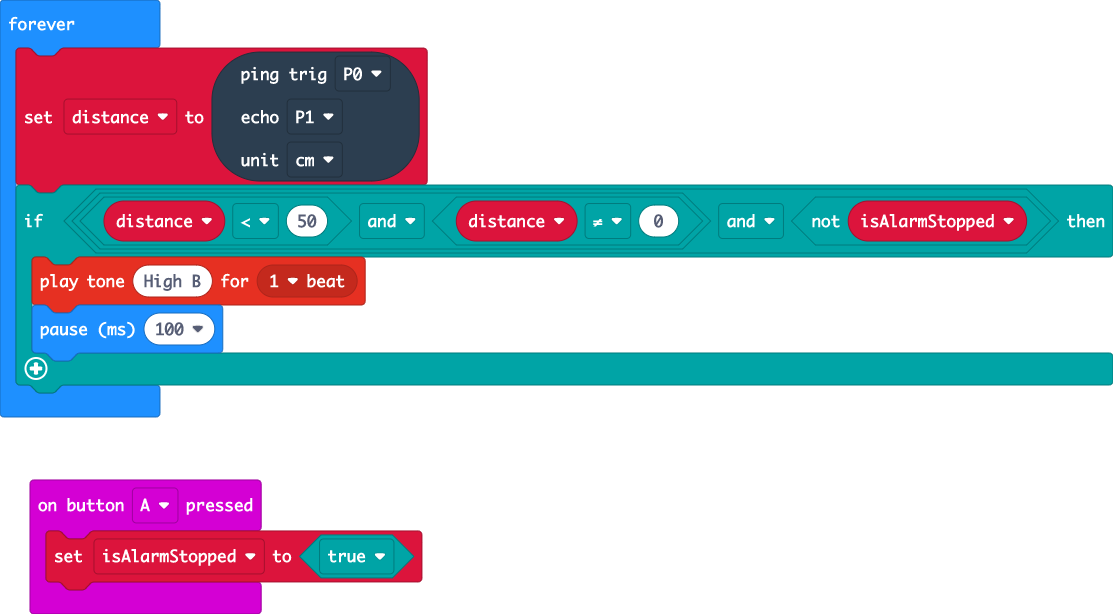 forever
set distance to ping trig P0
echo P1
unit cm
if distance < 50 and distance ≠ 0 and not isAlarmStopped then
play tone High B for 1 beat
pause (ms) 100
on button A pressed
set isAlarmStopped to true